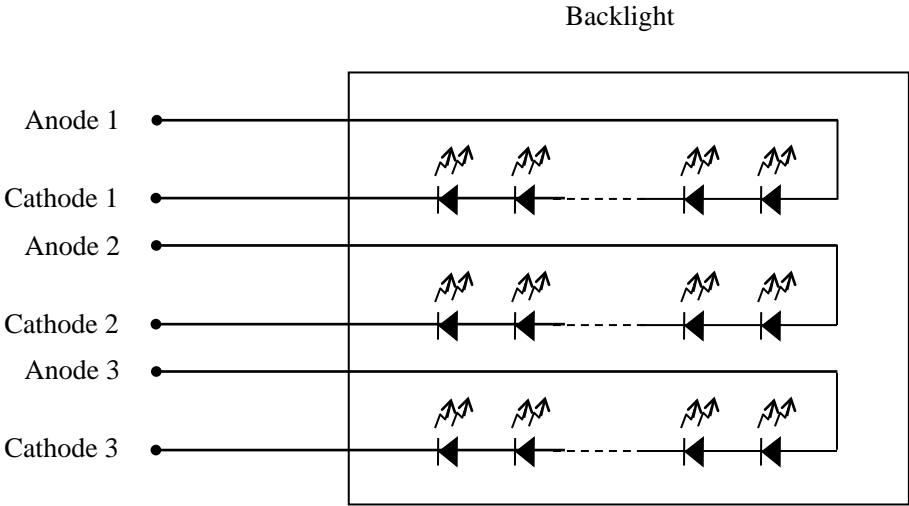 Backlight
Anode 1
Cathode 1
Anode 2
Cathode 2
Anode 3
Cathode 3